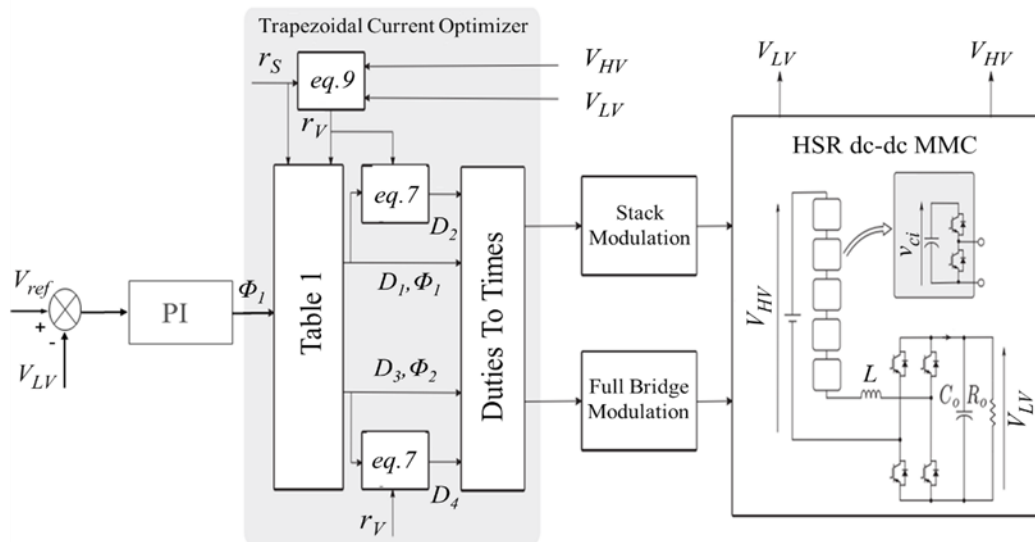 Trapezoidal Current Optimizer
r_S
eq.9
V_HV
V_LV
r_V
eq.7
D_2
D_1, Φ_1
Table 1
Duties To Times
D_3, Φ_2
eq.7
D_4
r_V
V_ref
+
-
V_LV
PI
Φ_1
Stack
Modulation
Full Bridge
Modulation
V_LV
V_HV
HSR dc-dc MMC
v_ci
V_HV
L
C_o
R_o
V_LV